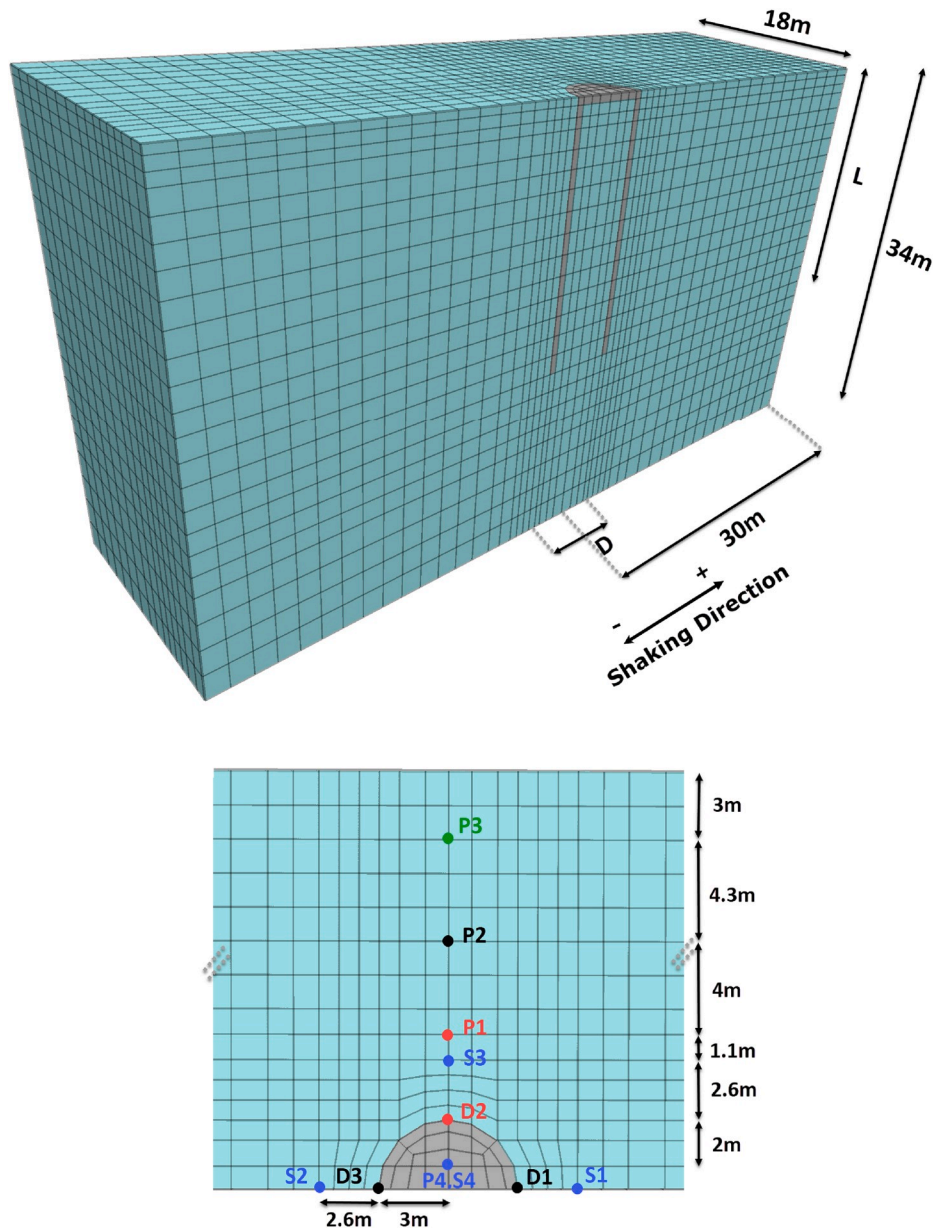 18m
L
34m
30m
D
+
-
Shaking Direction
3m
P3
4.3m
P2
4m
P1
1.1m
S3
2.6m
D2
2m
S2
D3
P4.S4
D1
S1
2.6m
3m